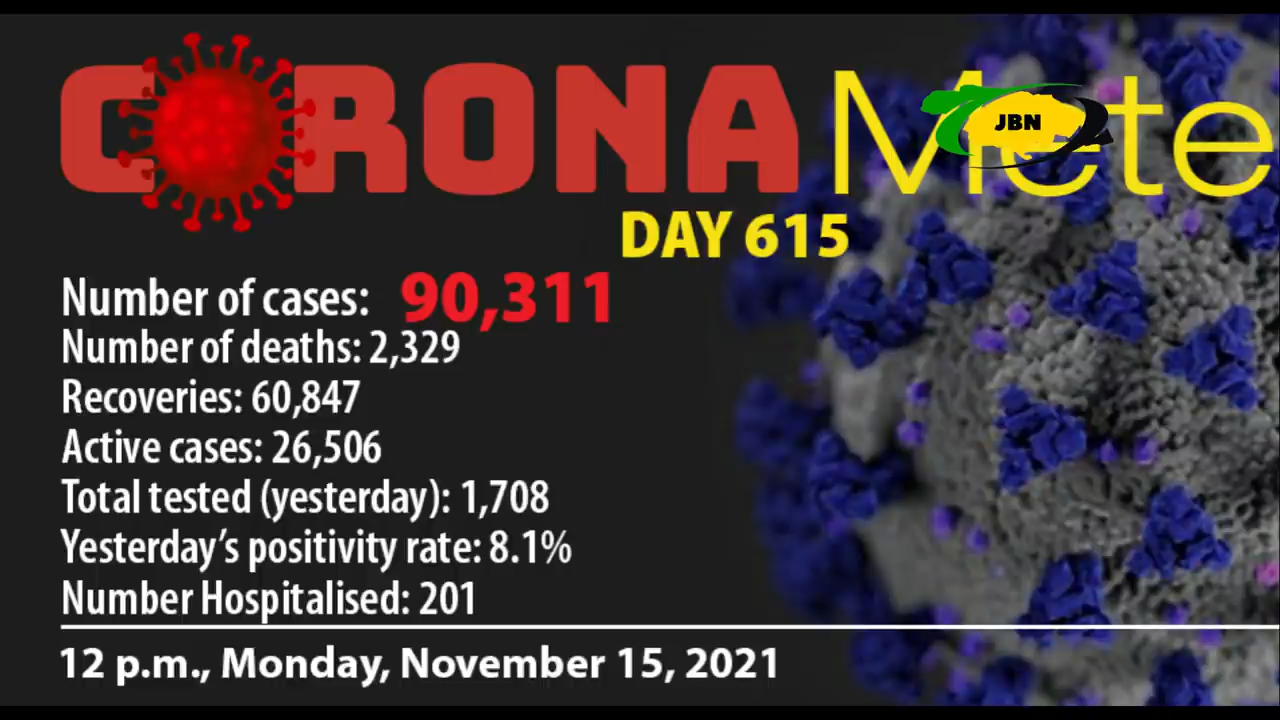 CORONA Mete
JBN
DAY 615
Number of cases: 90,311
Number of deaths: 2,329
Recoveries: 60,847
Active cases: 26,506
Total tested (yesterday): 1,708
Yesterday’s positivity rate: 8.1%
Number Hospitalised: 201
12 p.m., Monday, November 15, 2021